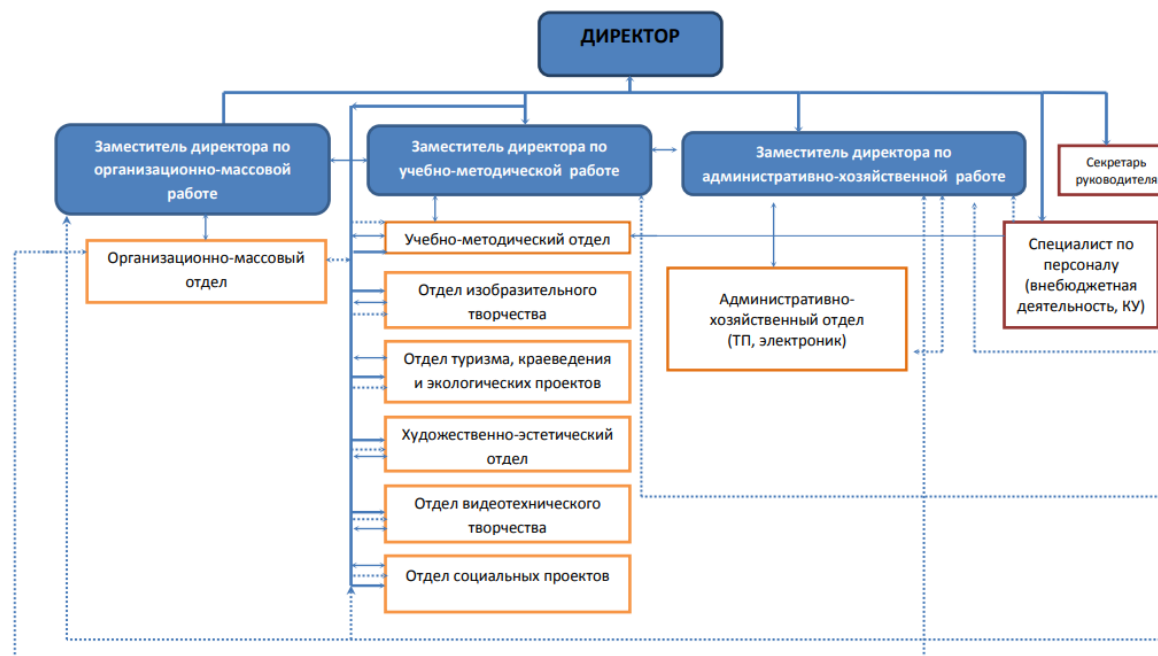 ДИРЕКТОР
Заместитель директора по
организационно-массовой
работе
Заместитель директора по
учебно-методической работе
Заместитель директора по
административно-хозяйственной работе
Секретарь
руководителя
Организационно-массовый
отдел
Учебно-методический отдел
Отдел изобразительного
творчества
Отдел туризма, краеведения
и экологических проектов
Художественно-эстетический
отдел
Отдел видеотехнического
творчества
Отдел социальных проектов
Административно-
хозяйственный отдел
(ТП, электроник)
Специалист по
персоналу
(внебюджетная
деятельность, КУ)